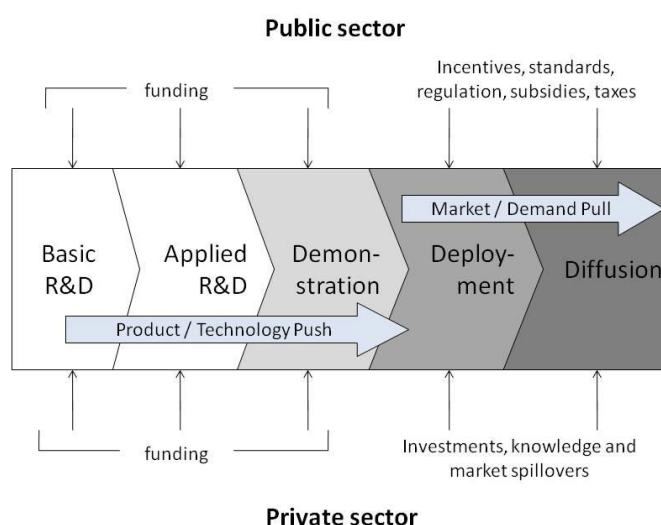 Public sector
funding
Incentives, standards,
regulation, subsidies, taxes
Market / Demand Pull
Basic
R&D
Applied
R&D
Demon-
stration
Deploy-
ment
Diffusion
Product / Technology Push
funding
Investments, knowledge and
market spillovers
Private sector